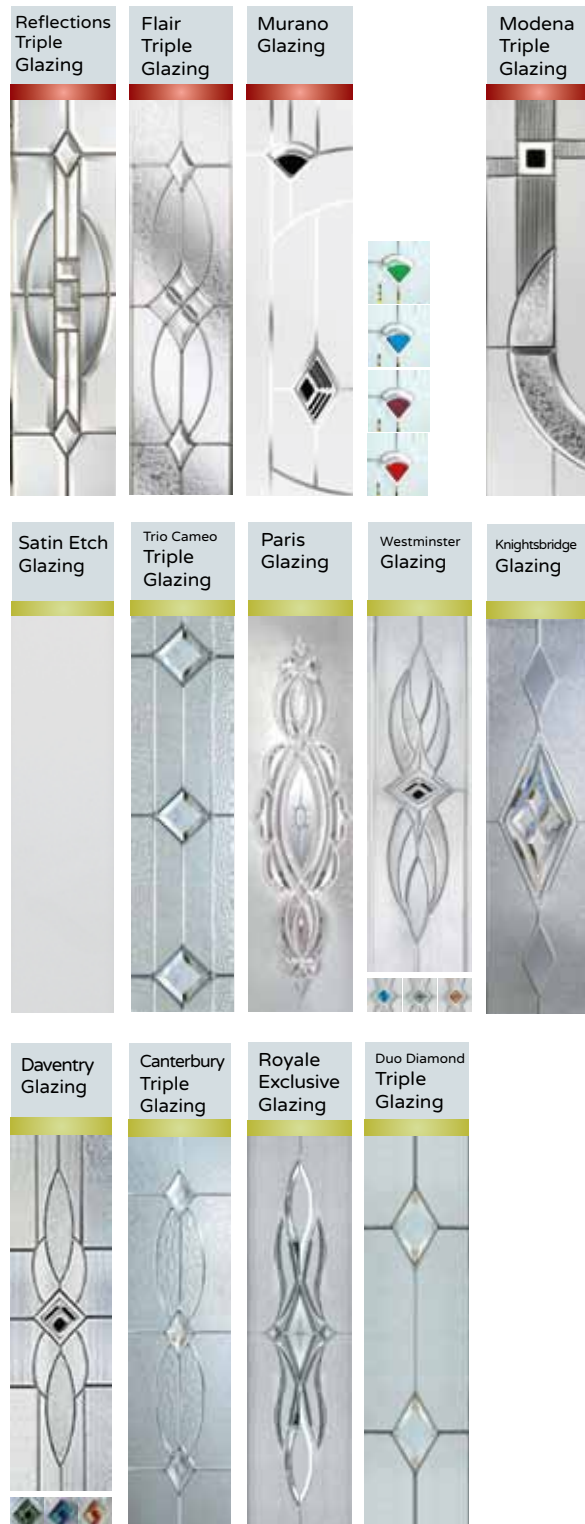 Reflections
Triple
Glazing
Flair
Triple
Glazing
Murano
Glazing
Modena
Triple
Glazing
Satin Etch
Glazing
Trio Cameo
Triple
Glazing
Paris
Glazing
Westminster
Glazing
Knightsbridge
Glazing
Daventry
Glazing
Canterbury
Triple
Glazing
Royale
Exclusive
Glazing
Duo Diamond
Triple
Glazing